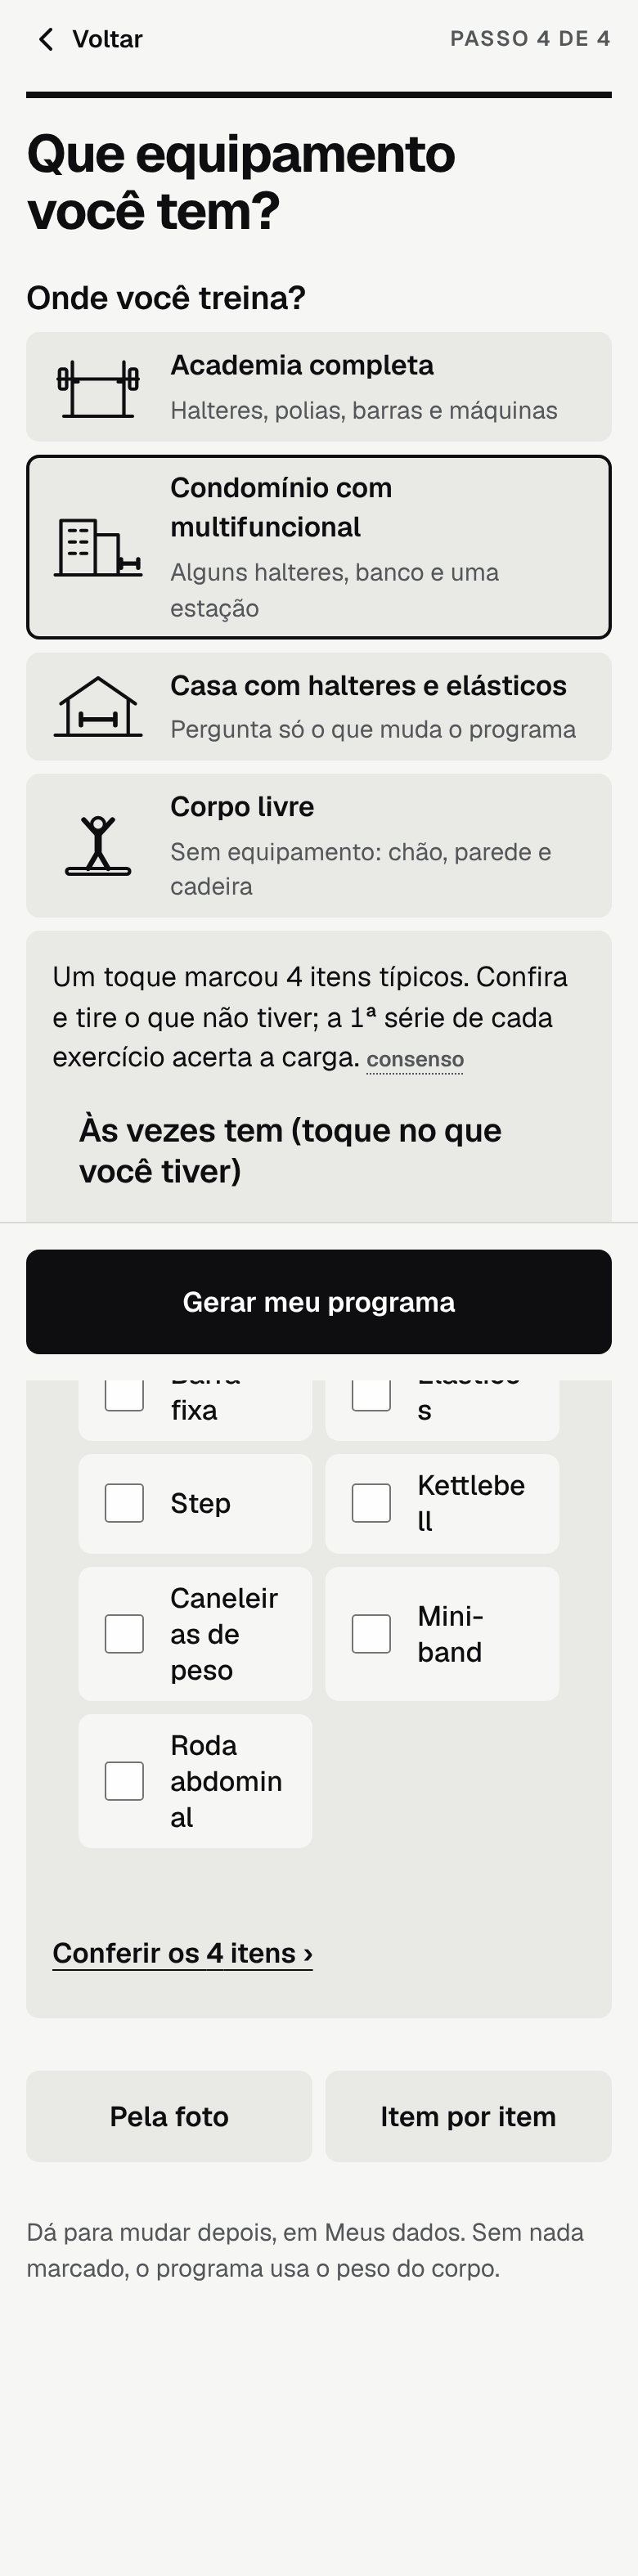 Voltar
PASSO 4 DE 4
Que equipamento
você tem?
Onde você treina?
Academia completa
Halteres, polias, barras e máquinas
Condomínio com
multifuncional
Alguns halteres, banco e uma
estação
Casa com halteres e elásticos
Pergunta só o que muda o programa
Corpo livre
Sem equipamento: chão, parede e
cadeira
Um toque marcou 4 itens típicos. Confira
e tire o que não tiver; a 1ª série de cada
exercício acerta a carga. consenso
Às vezes tem (toque no que
você tiver)
Gerar meu programa
Barra
fixa
Elástico
s
Step
Kettlebe
ll
Caneleir
as de
peso
Mini-
band
Roda
abdomin
al
Conferir os 4 itens ›
Pela foto
Item por item
Dá para mudar depois, em Meus dados. Sem nada
marcado, o programa usa o peso do corpo.